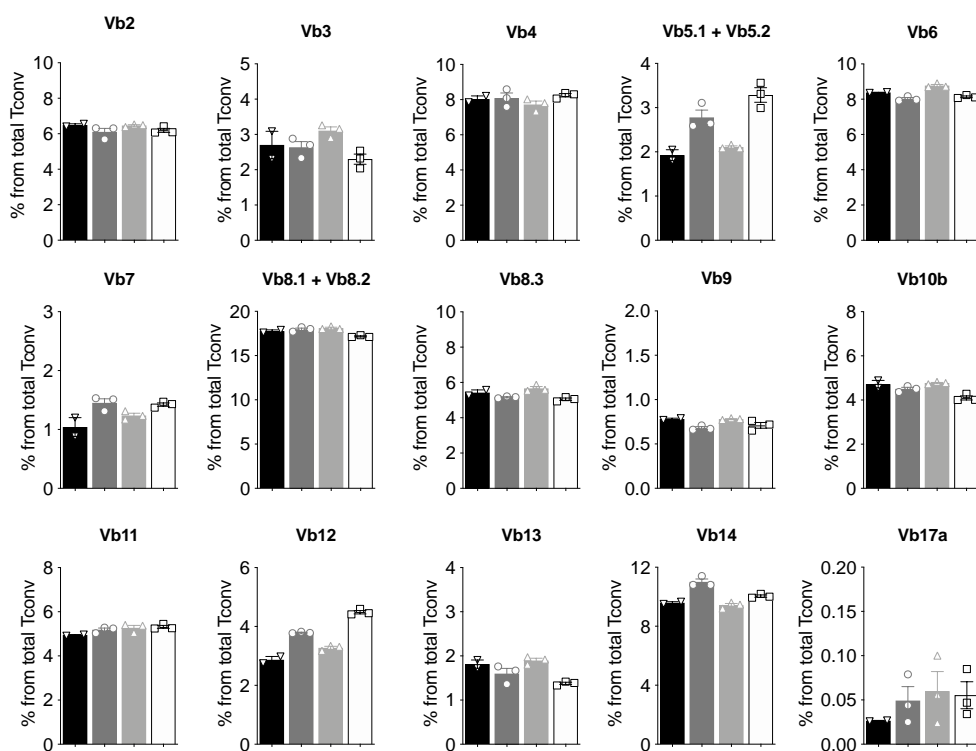 Vb2
% from total Tconv
10
8
6
4
2
0
Vb3
% from total Tconv
5
4
3
2
1
0
Vb4
% from total Tconv
10
8
6
4
2
0
Vb5.1 + Vb5.2
% from total Tconv
4
3
2
1
0
Vb6
% from total Tconv
10
8
6
4
2
0
Vb7
% from total Tconv
3
2
1
0
Vb8.1 + Vb8.2
% from total Tconv
20
15
10
5
0
Vb8.3
% from total Tconv
10
8
6
4
2
0
Vb9
% from total Tconv
2.0
1.5
1.0
0.5
0.0
Vb10b
% from total Tconv
8
6
4
2
0
Vb11
% from total Tconv
8
6
4
2
0
Vb12
% from total Tconv
6
4
2
0
Vb13
% from total Tconv
4
3
2
1
0
Vb14
% from total Tconv
12
9
6
3
0
Vb17a
% from total Tconv
0.20
0.15
0.10
0.05
0.00